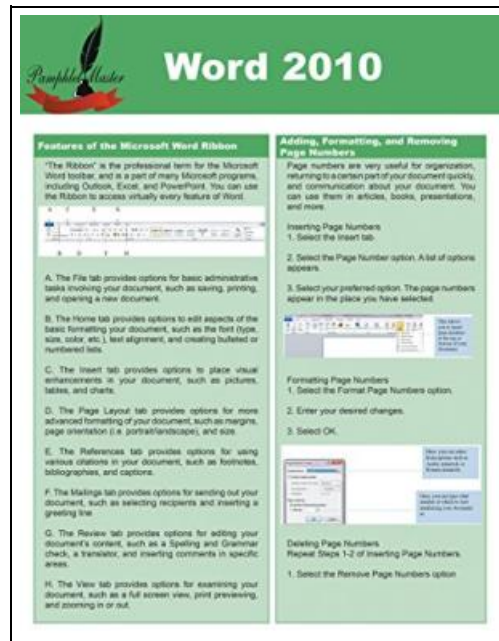 Pamphlet Master
Word 2010
Features of the Microsoft Word Ribbon
"The Ribbon" is the professional term for the Microsoft
Word toolbar, and is a part of many Microsoft programs,
including Outlook, Excel, and PowerPoint. You can use
the Ribbon to access virtually every feature of Word.
A. The File tab provides options for basic administrative
tasks involving your document, such as saving, printing,
and opening a new document.
B. The Home tab provides options to edit aspects of the
basic formatting your document, such as the font (type,
size, color, etc.), text alignment, and creating bulleted or
numbered lists.
C. The Insert tab provides options to place visual
enhancements in your document, such as pictures,
tables, and charts.
D. The Page Layout tab provides options for more
advanced formatting of your document, such as margins,
page orientation (i.e. portrait/landscape), and size.
E. The References tab provides options for using
various citations in your document, such as footnotes,
bibliographies, and captions.
F. The Mailings tab provides options for sending out your
document, such as selecting recipients and inserting a
greeting line.
G. The Review tab provides options for editing your
document's content, such as a Spelling and Grammar
check, a translator, and inserting comments in specific
areas.
H. The View tab provides options for examining your
document, such as a full screen view, print previewing,
and zooming in or out.
Adding, Formatting, and Removing
Page Numbers
Page numbers are very useful for organization,
returning to a certain part of your document quickly,
and communication about your document. You can
use them in articles, books, presentations,
and more.
Inserting Page Numbers
1. Select the Insert tab.
2. Select the Page Number option. A list of options
appears.
3. Select your preferred option. The page numbers
appear in the place you have selected.
Formatting Page Numbers
1. Select the Format Page Numbers option.
2. Enter your desired changes.
3. Select OK.
Deleting Page Numbers
Repeat Steps 1-2 of Inserting Page Numbers.
1. Select the Remove Page Numbers option